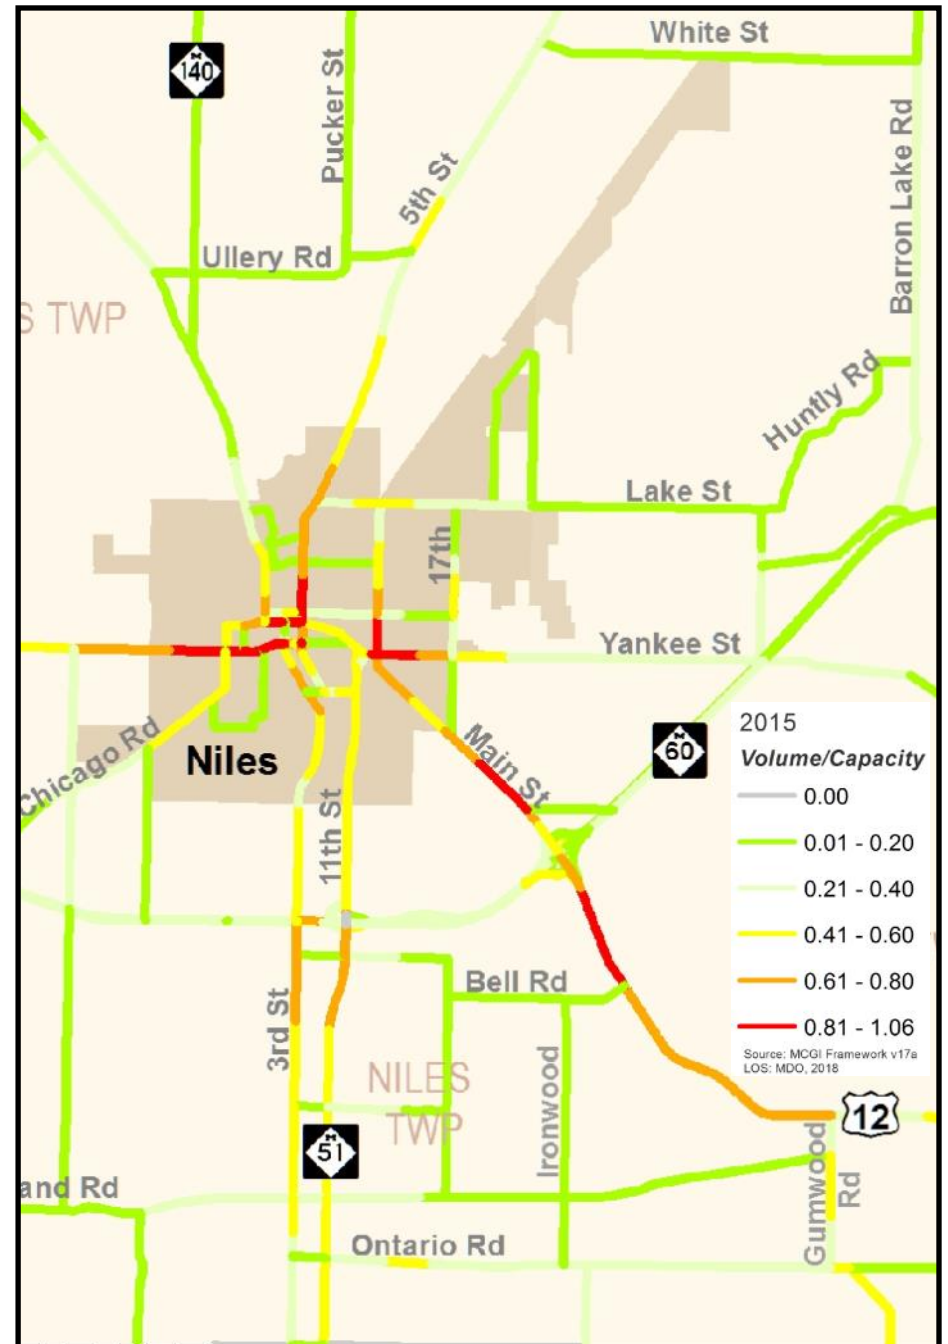 White St
M
140
Pucker St
5th St
Barron Lake Rd
Ullery Rd
S TWP
Huntly Rd
Lake St
17th
Yankee St
Chicago Rd
Niles
Main St
M
60
11th St
2015
Volume/Capacity
0.00
0.01 - 0.20
0.21 - 0.40
0.41 - 0.60
0.61 - 0.80
0.81 - 1.06
Source: MCGI Framework v17a
LOS: MDO, 2018
Bell Rd
3rd St
Ironwood
NILES
TWP
US
12
M
51
and Rd
Gumwood
Rd
Ontario Rd